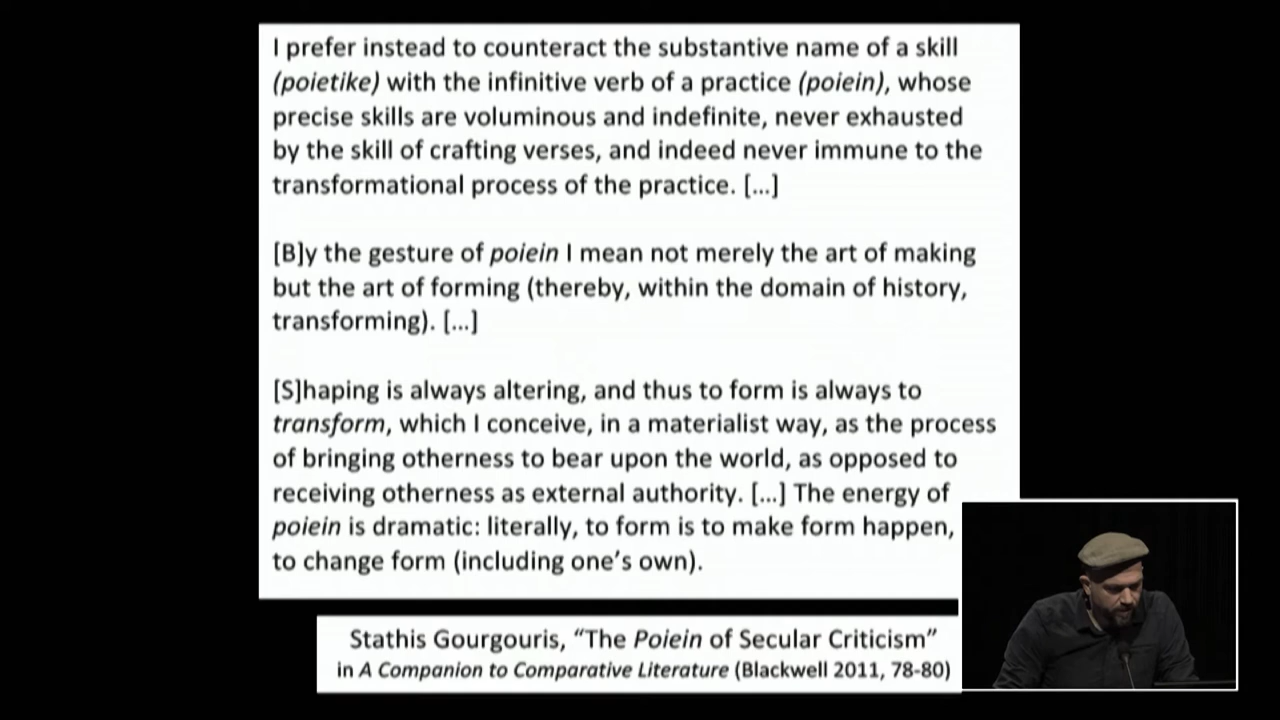 I prefer instead to counteract the substantive name of a skill
(poietike) with the infinitive verb of a practice (poiein), whose
precise skills are voluminous and indefinite, never exhausted
by the skill of crafting verses, and indeed never immune to the
transformational process of the practice. […]
[B]y the gesture of poiein I mean not merely the art of making
but the art of forming (thereby, within the domain of history,
transforming). […]
[S]haping is always altering, and thus to form is always to
transform, which I conceive, in a materialist way, as the process
of bringing otherness to bear upon the world, as opposed to
receiving otherness as external authority. […] The energy of
poiein is dramatic: literally, to form is to make form happen,
to change form (including one’s own).
Stathis Gourgouris, “The Poiein of Secular Criticism”
in A Companion to Comparative Literature (Blackwell 2011, 78-80)